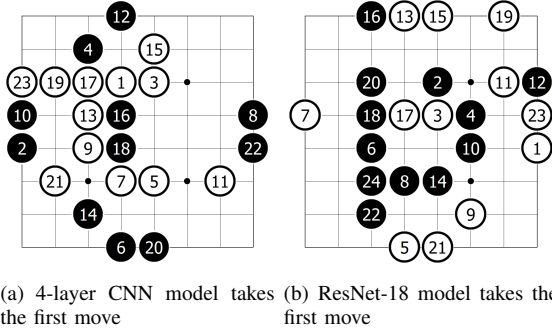 12
4 15
23 19 17 1 3
10 13 16 8
2 9 18 22
21 7 5 11
14
6 20
16 13 15 19
20 2 11 12
7 18 17 3 4 23
6 10 1
24 8 14
22 9
5 21
(a) 4-layer CNN model takes
the first move
(b) ResNet-18 model takes the
first move